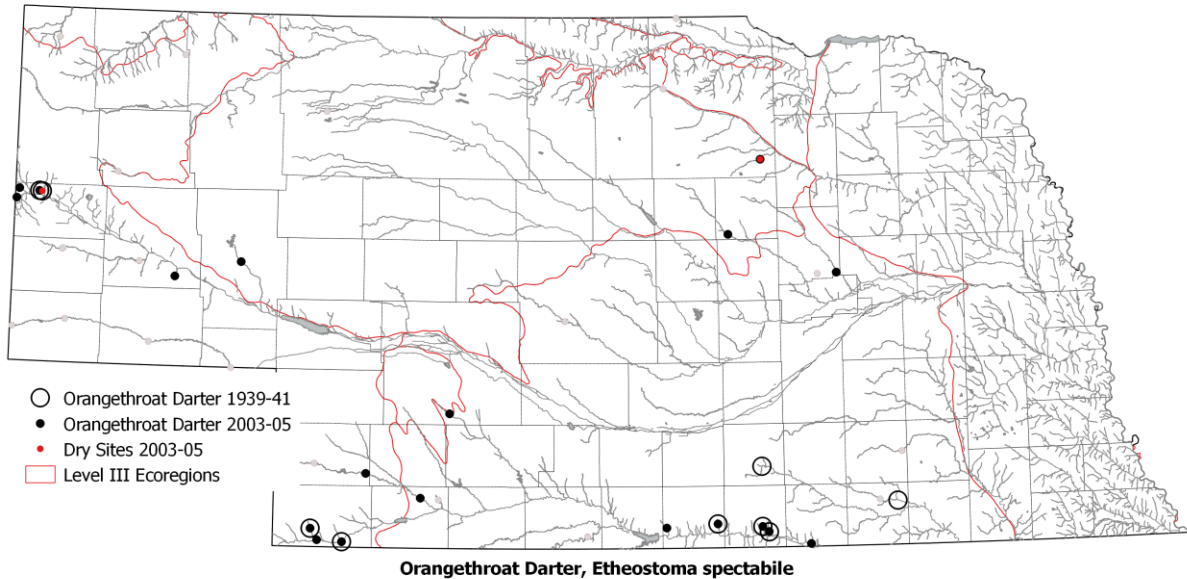 Orangethroat Darter 1939-41
Orangethroat Darter 2003-05
Dry Sites 2003-05
Level III Ecoregions
Orangethroat Darter, Etheostoma spectabile